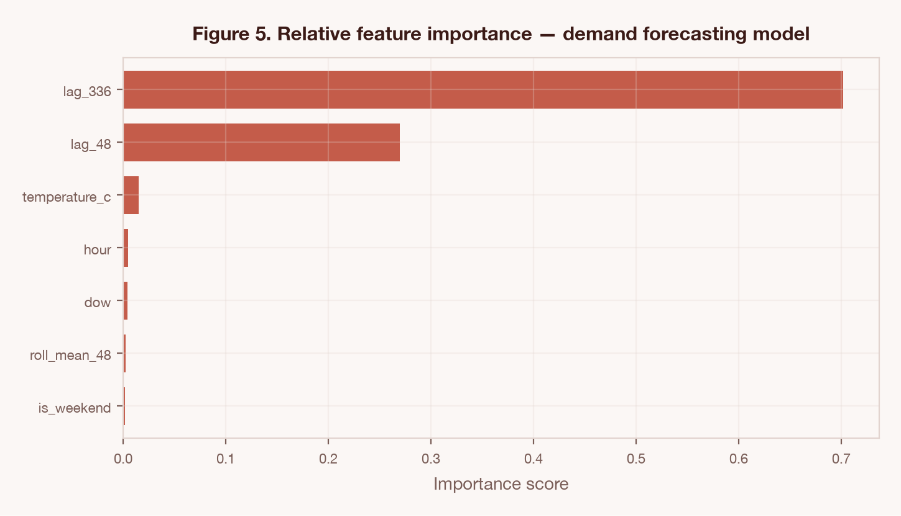 Figure 5. Relative feature importance — demand forecasting model
lag_336
lag_48
temperature_c
hour
dow
roll_mean_48
is_weekend
0.0 0.1 0.2 0.3 0.4 0.5 0.6 0.7
Importance score